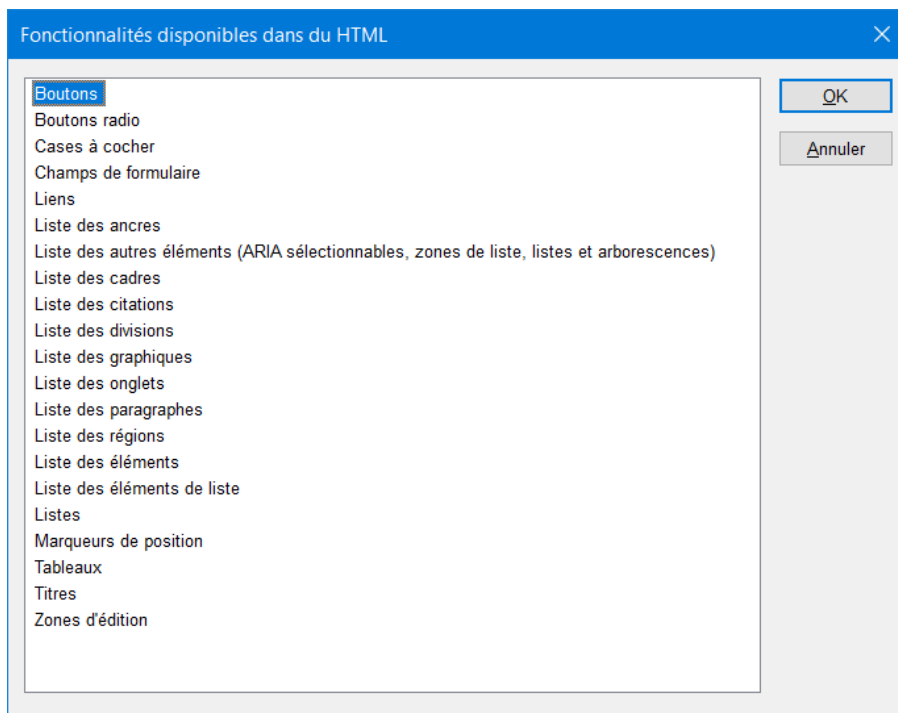 Fonctionnalités disponibles dans du HTML
Boutons
Boutons radio
Cases à cocher
Champs de formulaire
Liens
Liste des ancres
Liste des autres éléments (ARIA sélectionnables, zones de liste, listes et arborescences)
Liste des cadres
Liste des citations
Liste des divisions
Liste des graphiques
Liste des onglets
Liste des paragraphes
Liste des régions
Liste des éléments
Liste des éléments de liste
Listes
Marqueurs de position
Tableaux
Titres
Zones d'édition
OK
Annuler